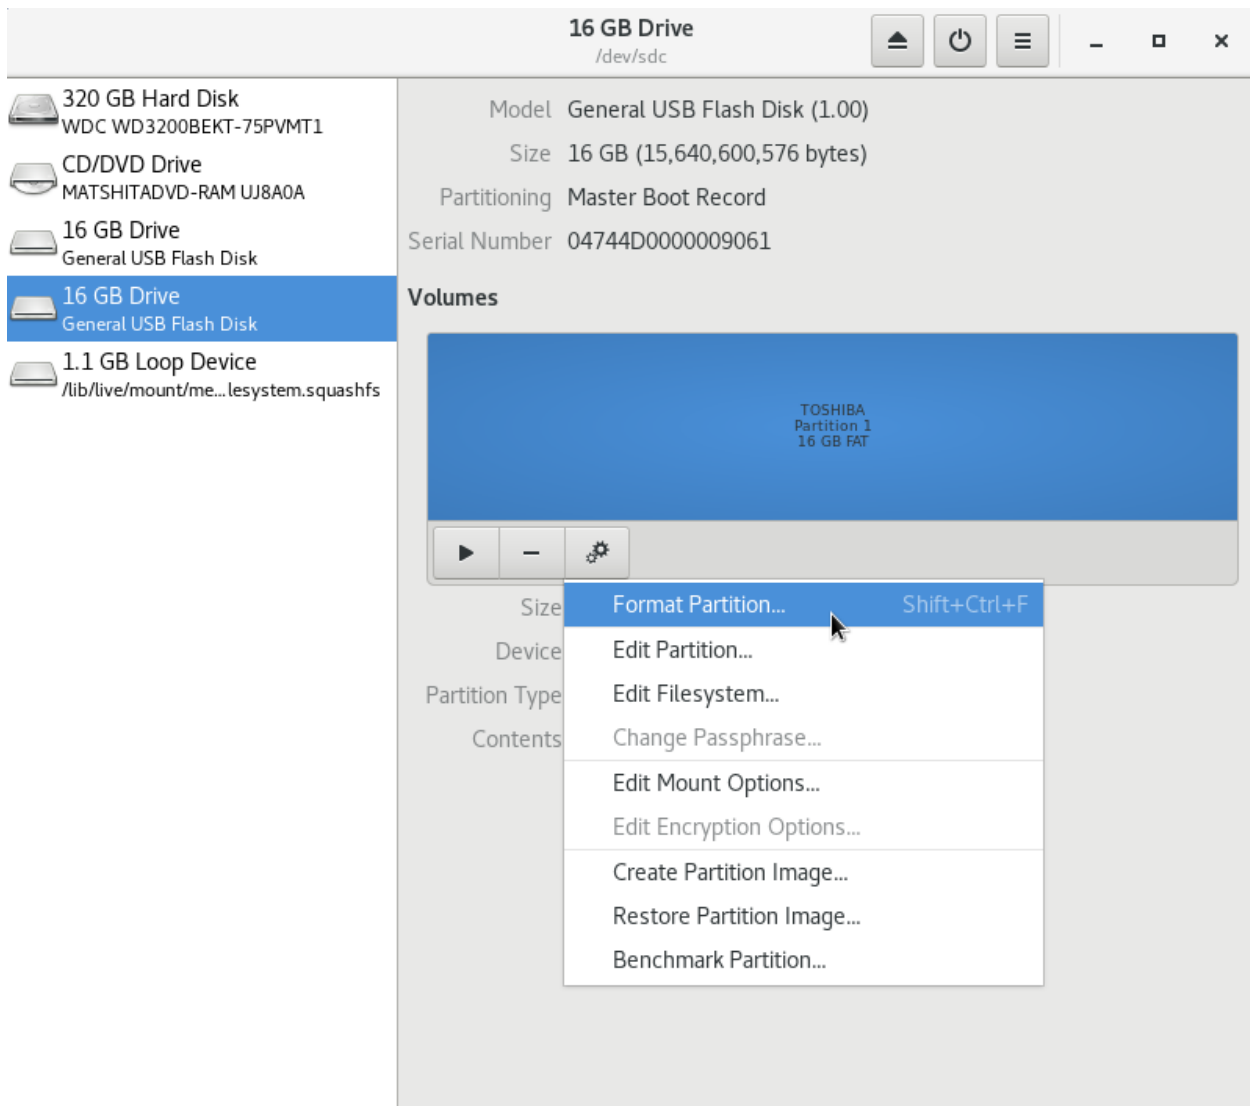 16 GB Drive
/dev/sdc
320 GB Hard Disk
WDC WD3200BEKT-75PVMT1
CD/DVD Drive
MATSHITADVD-RAM UJ8A0A
16 GB Drive
General USB Flash Disk
16 GB Drive
General USB Flash Disk
1.1 GB Loop Device
/lib/live/mount/me...lesystem.squashfs
Model General USB Flash Disk (1.00)
Size 16 GB (15,640,600,576 bytes)
Partitioning Master Boot Record
Serial Number 04744D0000009061
Volumes
TOSHIBA
Partition 1
16 GB FAT
Size
Device
Partition Type
Contents
Format Partition... Shift+Ctrl+F
Edit Partition...
Edit Filesystem...
Change Passphrase...
Edit Mount Options...
Edit Encryption Options...
Create Partition Image...
Restore Partition Image...
Benchmark Partition...